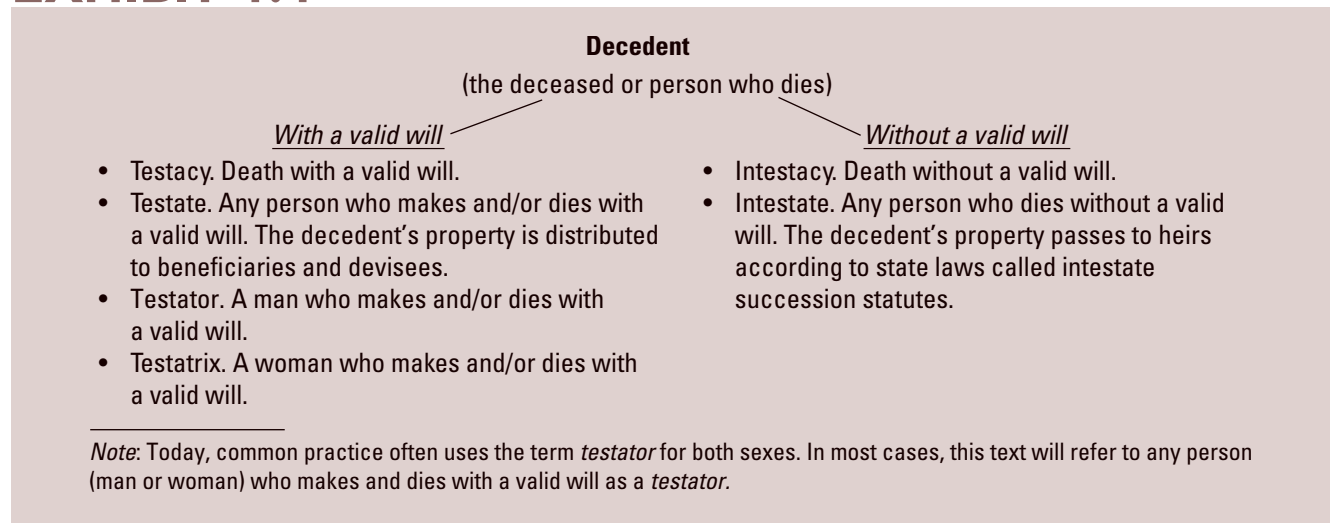 Decedent
(the deceased or person who dies)
With a valid will
• Testacy. Death with a valid will.
• Testate. Any person who makes and/or dies with
a valid will. The decedent's property is distributed
to beneficiaries and devisees.
• Testator. A man who makes and/or dies with
a valid will.
• Testatrix. A woman who makes and/or dies with
a valid will.
Without a valid will
• Intestacy. Death without a valid will.
• Intestate. Any person who dies without a valid
will. The decedent's property passes to heirs
according to state laws called intestate
succession statutes.
Note: Today, common practice often uses the term testator for both sexes. In most cases, this text will refer to any person
(man or woman) who makes and dies with a valid will as a testator.